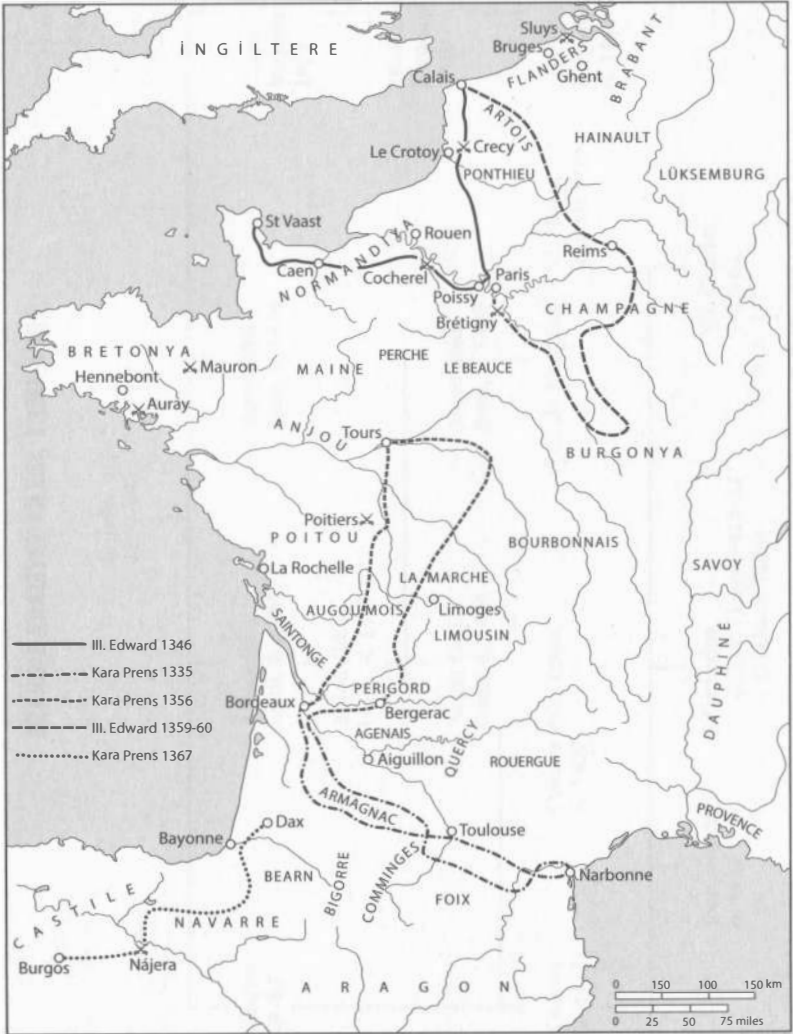 İNGİLTERE
Sluys
Bruges
FLANDERS
Ghent
BRABANT
Calais
ARTOIS
HAINAULT
Le Crotoy
Crecy
PONTHIEU
LÜKSEMBURG
St Vaast
NORMANDIYA
Rouen
Reims
Caen
Cocherel
Poissy
Paris
Brétigny
CHAMPAGNE
BRETONYA
Mauron
Hennebont
Auray
MAINE
PERCHE
LE BEAUCE
ANJOU
Tours
BURGONYA
Poitiers
POITOU
BOURBONNAIS
SAVOY
La Rochelle
LA MARCHE
AUGOUMOIS
Limoges
SAINTONGE
LIMOUSIN
DAUPHINÉ
III. Edward 1346
Kara Prens 1335
Kara Prens 1356
III. Edward 1359-60
Kara Prens 1367
PERIGORD
Bordeaux
Bergerac
AGENAIS
QUERCY
Aiguillon
ROUERGUE
ARMAGNAC
PROVENCE
Dax
Toulouse
Bayonne
BEARN
BIGORRE
COMMINGES
Narbonne
FOIX
CASTILE
NAVARRE
Burgos
Nájera
ARAGON
0 150 100 150 km
0 25 50 75 miles